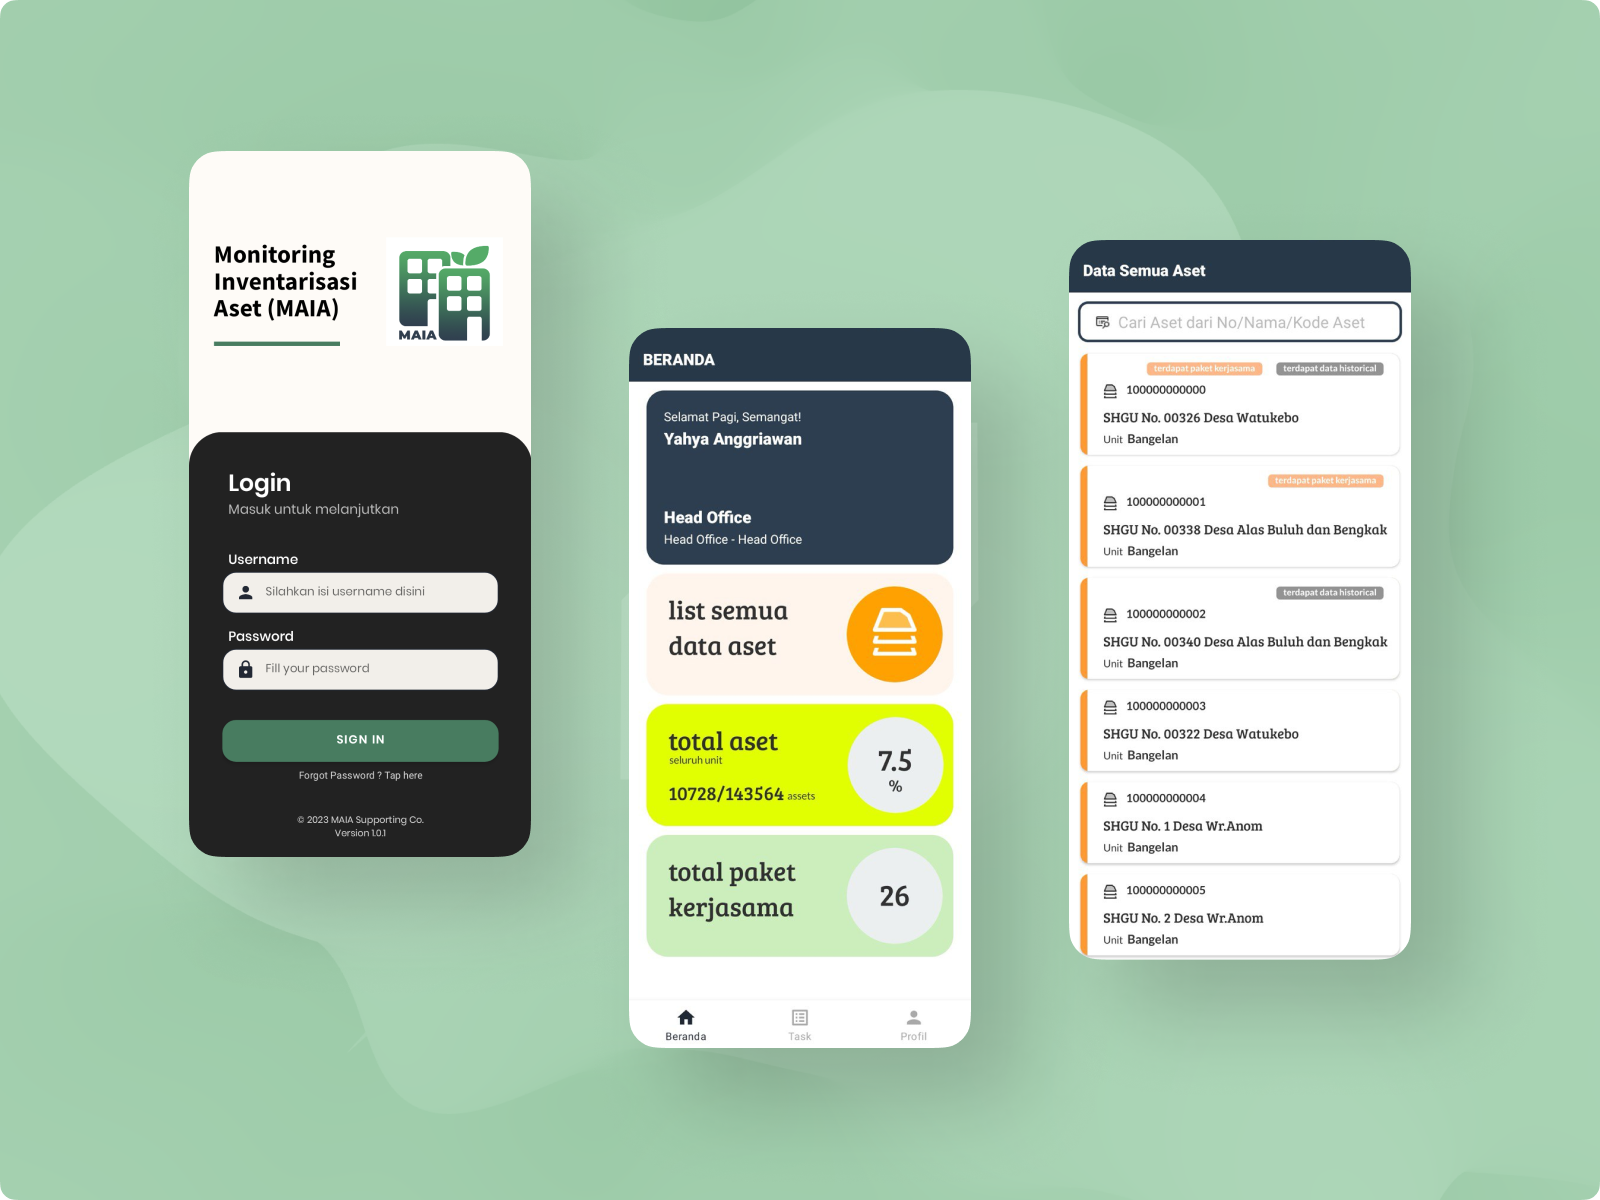 Monitoring
Inventarisasi
Aset (MAIA)
MAIA
Login
Masuk untuk melanjutkan
Username
Silahkan isi username disini
Password
Fill your password
SIGN IN
Forgot Password ? Tap here
© 2023 MAIA Supporting Co.
Version 1.0.1
BERANDA
Selamat Pagi, Semangat!
Yahya Anggriawan
Head Office
Head Office - Head Office
list semua
data aset
total aset
seluruh unit
10728/143564 assets
7.5
%
total paket
kerjasama
26
Beranda
Task
Profil
Data Semua Aset
Cari Aset dari No/Nama/Kode Aset
terdapat paket kerjasama
terdapat data historical
100000000000
SHGU No. 00326 Desa Watukebo
Unit Bangelan
terdapat paket kerjasama
100000000001
SHGU No. 00338 Desa Alas Buluh dan Bengkak
Unit Bangelan
terdapat data historical
100000000002
SHGU No. 00340 Desa Alas Buluh dan Bengkak
Unit Bangelan
100000000003
SHGU No. 00322 Desa Watukebo
Unit Bangelan
100000000004
SHGU No. 1 Desa Wr.Anom
Unit Bangelan
100000000005
SHGU No. 2 Desa Wr.Anom
Unit Bangelan